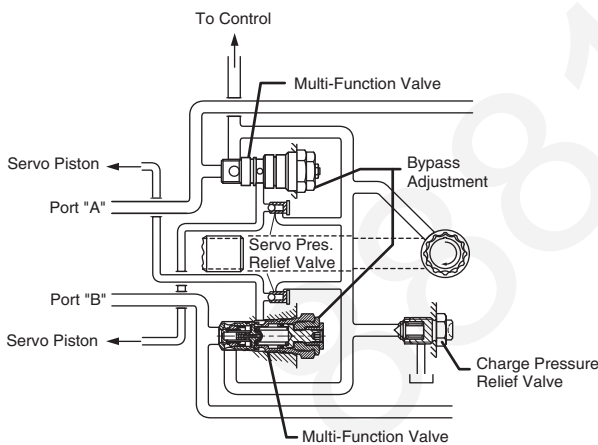 To Control
Multi-Function Valve
Servo Piston
Bypass
Adjustment
Port "A"
Servo Pres.
Relief Valve
Port "B"
Servo Piston
Charge Pressure
Relief Valve
Multi-Function Valve